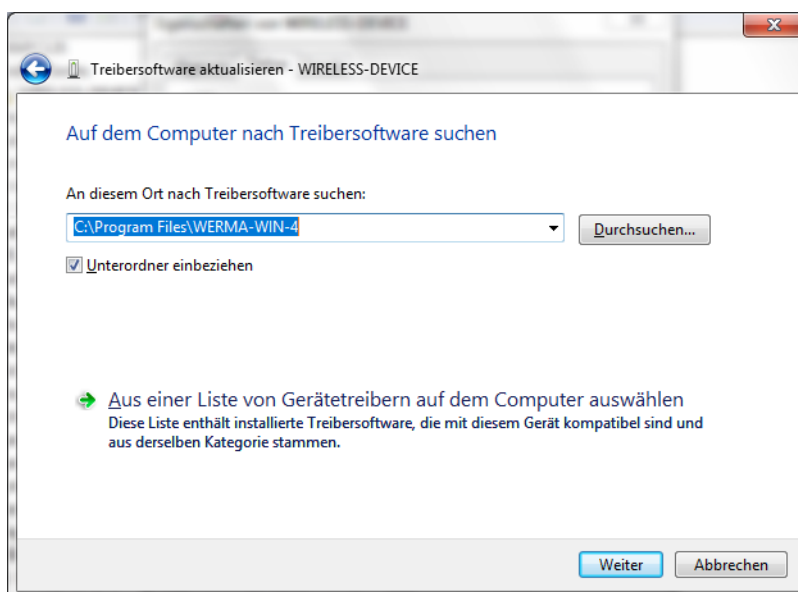 Treibersoftware aktualisieren - WIRELESS-DEVICE
Auf dem Computer nach Treibersoftware suchen
An diesem Ort nach Treibersoftware suchen:
C:\Program Files\WERMA-WIN-4
Durchsuchen...
Unterordner einbeziehen
Aus einer Liste von Gerätetreibern auf dem Computer auswählen
Diese Liste enthält installierte Treibersoftware, die mit diesem Gerät kompatibel sind und
aus derselben Kategorie stammen.
Weiter Abbrechen